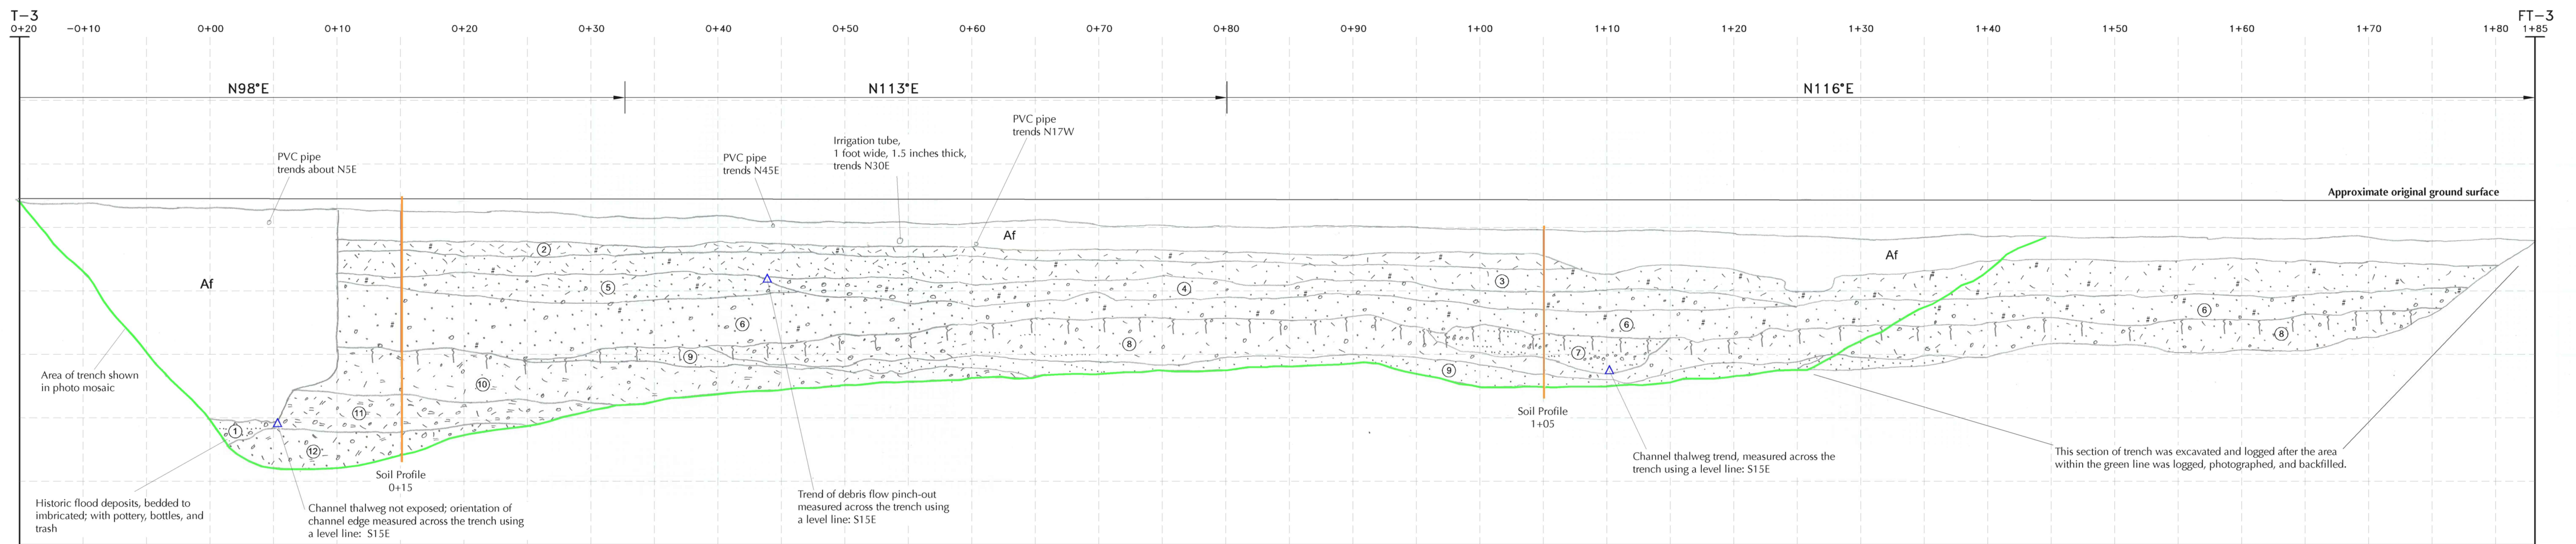 T-3
FT-3
0+20 -0+10 0+00 0+10 0+20 0+30 0+40 0+50 0+60 0+70 0+80 0+90 1+00 1+10 1+20 1+30 1+40 1+50 1+60 1+70 1+80 1+85
N98°E
N113°E
N116°E
PVC pipe
trends about N5E
PVC pipe
trends N45E
Irrigation tube,
1 foot wide, 1.5 inches thick,
trends N30E
PVC pipe
trends N17W
Approximate original ground surface
Af
Af
Af
2
5
6
9
10
11
1
12
4
8
3
6
7
9
6
8
Area of trench shown
in photo mosaic
Soil Profile
0+15
Soil Profile
1+05
Historic flood deposits, bedded to
imbricated; with pottery, bottles, and
trash
Channel thalweg not exposed; orientation of
channel edge measured across the trench using
a level line: S15E
Trend of debris flow pinch-out
measured across the trench using
a level line: S15E
Channel thalweg trend, measured across the
trench using a level line: S15E
This section of trench was excavated and logged after the area
within the green line was logged, photographed, and backfilled.